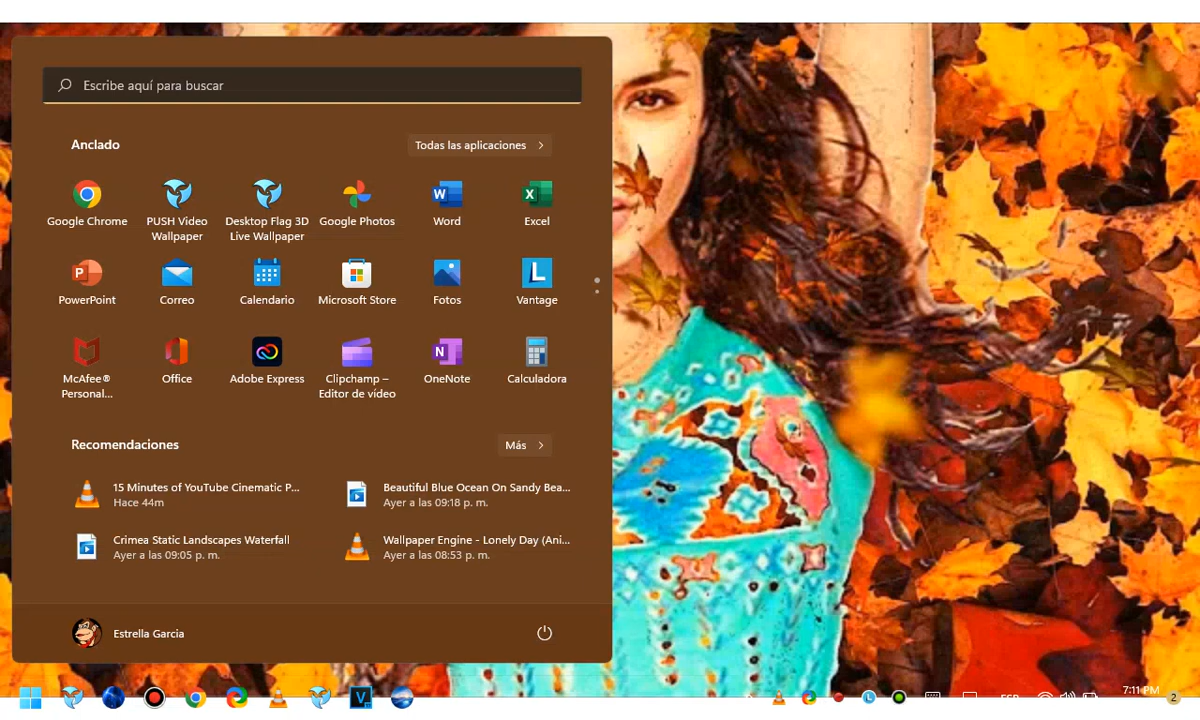 Escribe aquí para buscar
Anclado
Todas las aplicaciones
Google Chrome
PUSH Video
Wallpaper
Desktop Flag 3D
Live Wallpaper
Google Photos
Word
Excel
PowerPoint
Correo
Calendario
Microsoft Store
Fotos
Vantage
McAfee®
Personal...
Office
Adobe Express
Clipchamp –
Editor de vídeo
OneNote
Calculadora
Recomendaciones
Más
15 Minutes of YouTube Cinematic P...
Hace 44m
Beautiful Blue Ocean On Sandy Bea...
Ayer a las 09:18 p. m.
Crimea Static Landscapes Waterfall
Ayer a las 09:05 p. m.
Wallpaper Engine - Lonely Day (Ani...
Ayer a las 08:53 p. m.
Estrella Garcia
ESP
7:11 PM
2